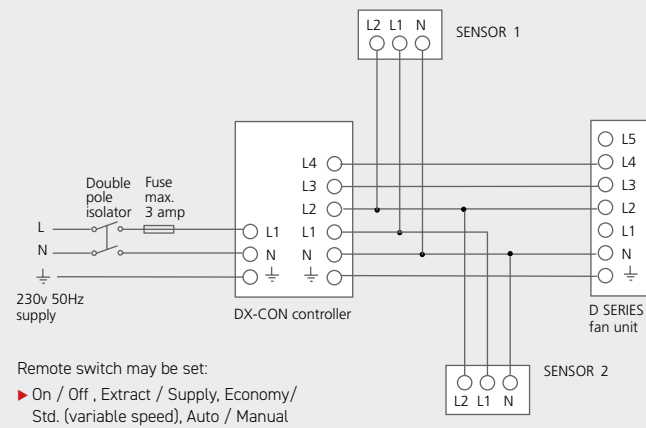 L2 L1 N
SENSOR 1
L5
L4 L4
L3 L3
Double
pole
isolator
Fuse
max.
3 amp
L2 L2
L L1 L1 L1
N N N N
230v 50Hz
supply
DX-CON controller
D SERIES
fan unit
SENSOR 2
L2 L1 N
Remote switch may be set:
On / Off , Extract / Supply, Economy/
Std. (variable speed), Auto / Manual